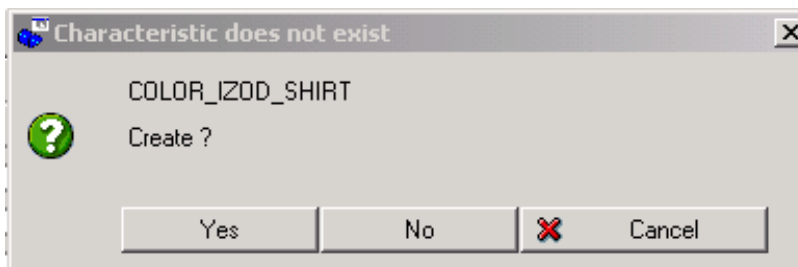 Characteristic does not exist
COLOR_IZOD_SHIRT
Create ?
Yes No Cancel